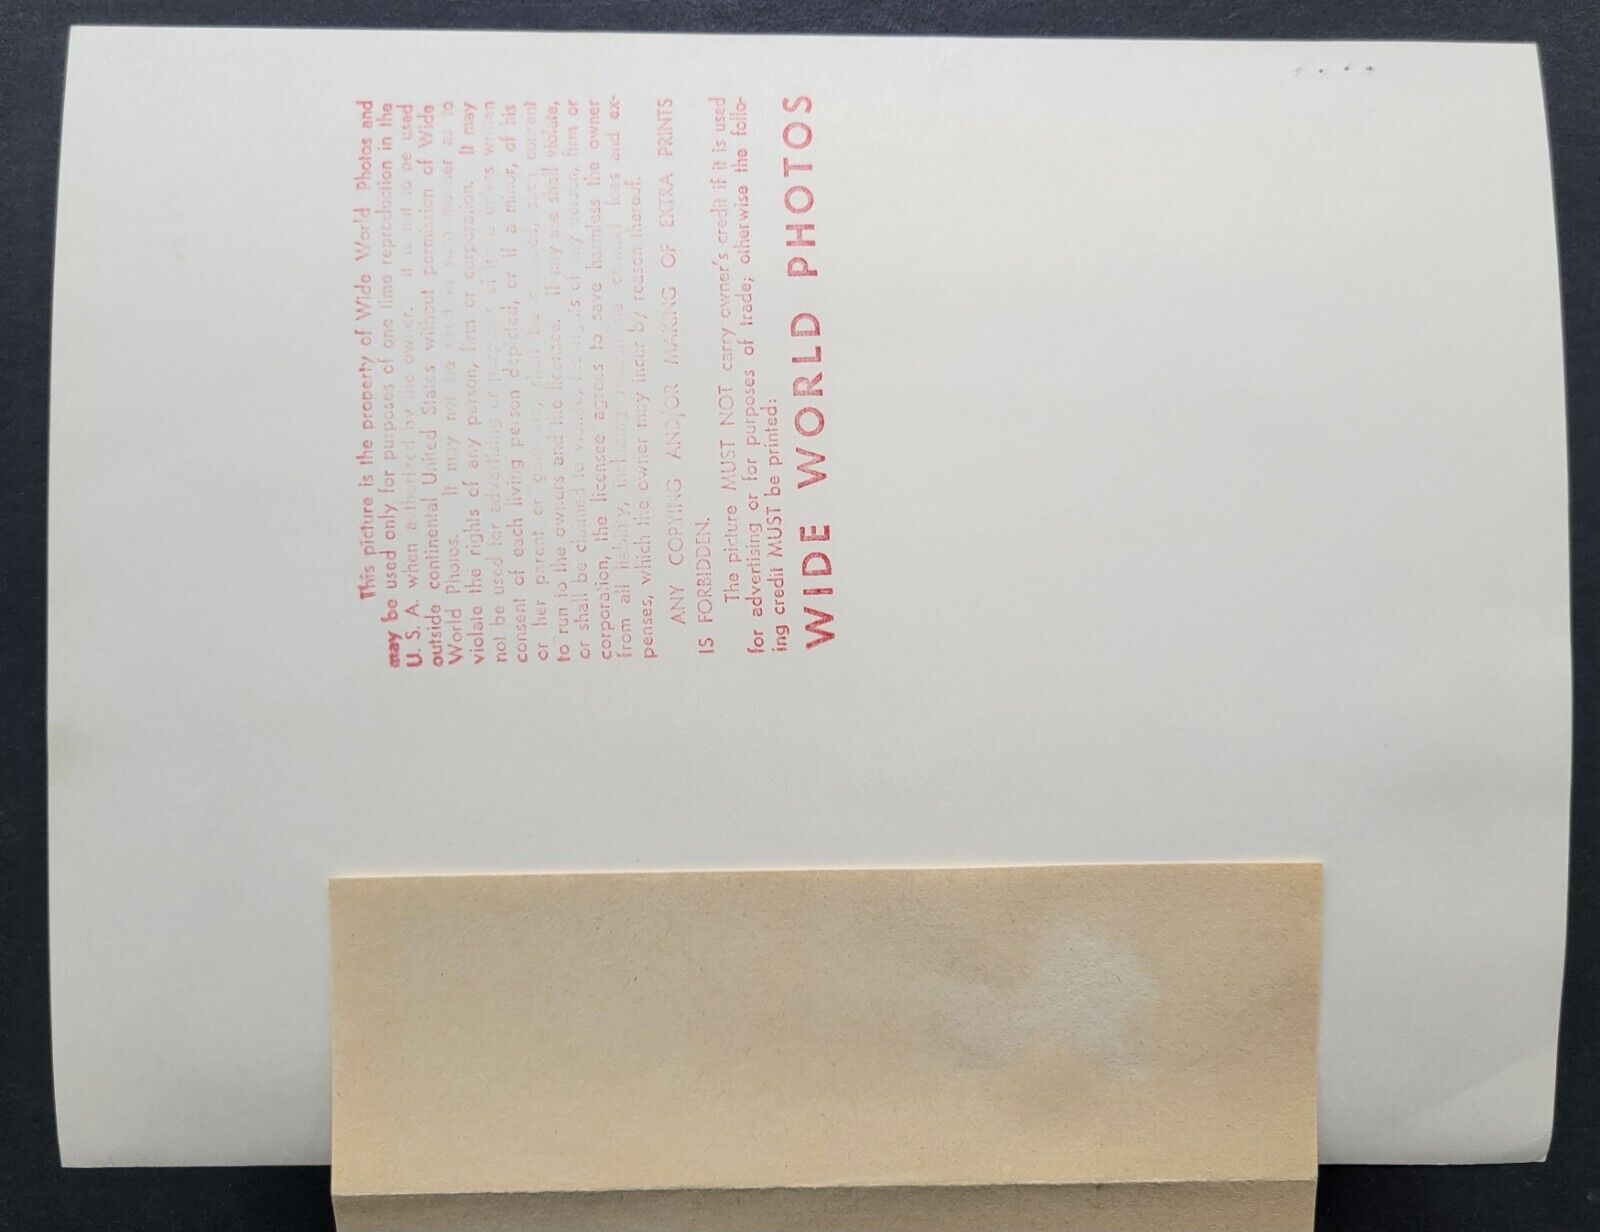 This picture is the property of Wide World Photos and
may be used only for purposes of one time reproduction in the
U. S. A. when authorized by the owner. It is not to be used
outside continental United States without permission of Wide
World Photos. It may not be used in such manner as to
violate the rights of any person, firm or corporation. It may
not be used for advertising or purposes of trade unless written
consent of each living person depicted, or if a minor, of his
or her parent or guardian, shall be obtained, such consent
to run to the owners and the licensee. If any use shall violate,
or shall be claimed to violate, the rights of any person, firm or
corporation, the licensee agrees to save harmless the owner
from all liability, including reasonable counsel fees and ex-
penses, which the owner may incur by reason thereof.
ANY COPYING AND/OR MAKING OF EXTRA PRINTS
IS FORBIDDEN.
The picture MUST NOT carry owner's credit if it is used
for advertising or for purposes of trade; otherwise the follo-
ing credit MUST be printed:
WIDE WORLD PHOTOS